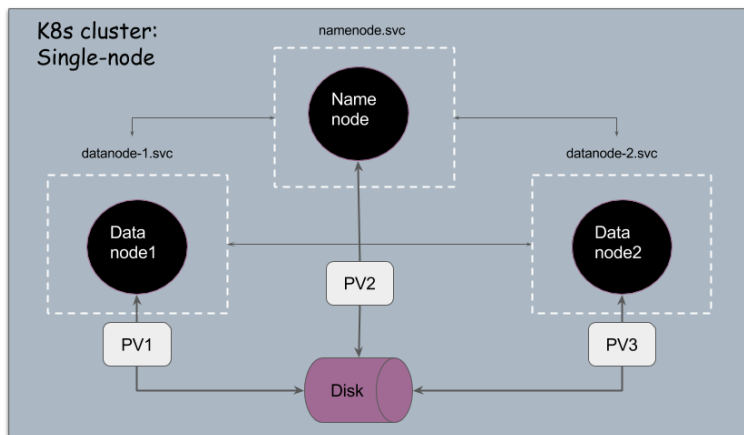 K8s cluster:
Single-node
namenode.svc
Name
node
datanode-1.svc
datanode-2.svc
Data
node1
Data
node2
PV2
PV1
PV3
Disk